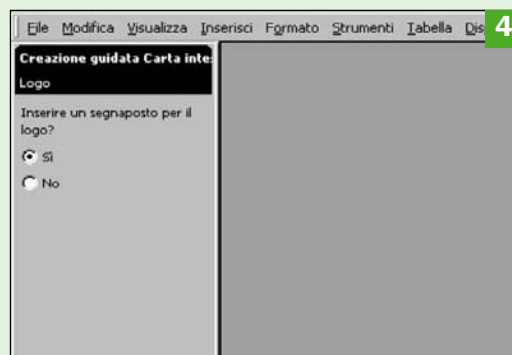 File Modifica Visualizza Inserisci Formato Strumenti Tabella
4
Creazione guidata Carta
Logo
Inserire un segnaposto per il
logo?
Sì
No